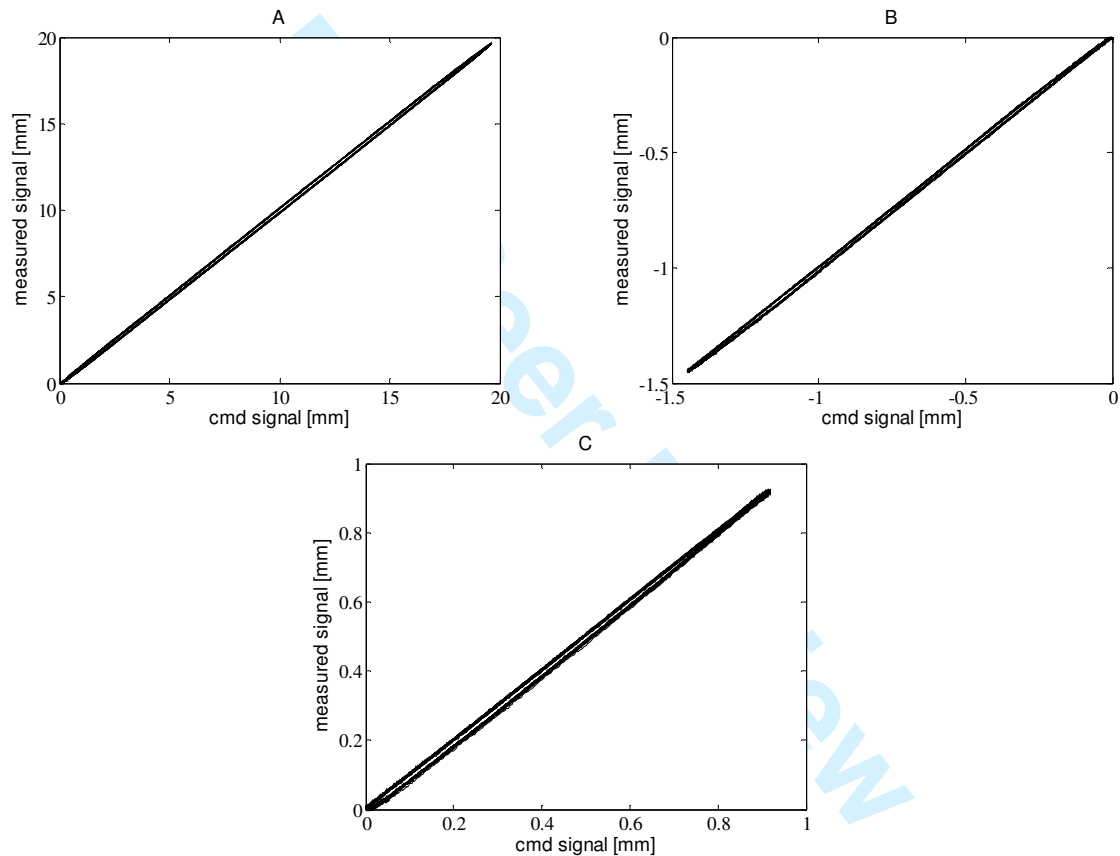 A
20
15
10
5
0
0 5 10 15 20
measured signal [mm]
cmd signal [mm]
B
0
-0.5
-1
-1.5
-1.5 -1 -0.5 0
measured signal [mm]
cmd signal [mm]
C
1
0.8
0.6
0.4
0.2
0
0 0.2 0.4 0.6 0.8 1
measured signal [mm]
cmd signal [mm]